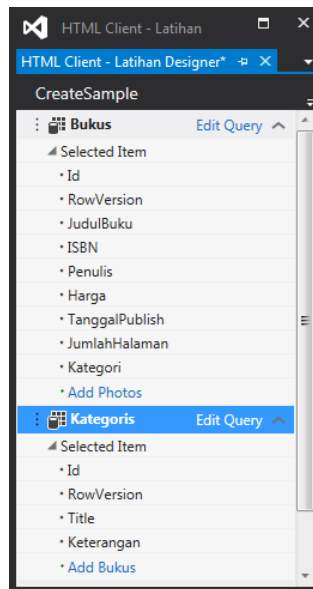 HTML Client - Latihan
HTML Client - Latihan Designer*
CreateSample
Bukus Edit Query
Selected Item
Id
RowVersion
JudulBuku
ISBN
Penulis
Harga
TanggalPublish
JumlahHalaman
Kategori
Add Photos
Kategoris Edit Query
Selected Item
Id
RowVersion
Title
Keterangan
Add Bukus